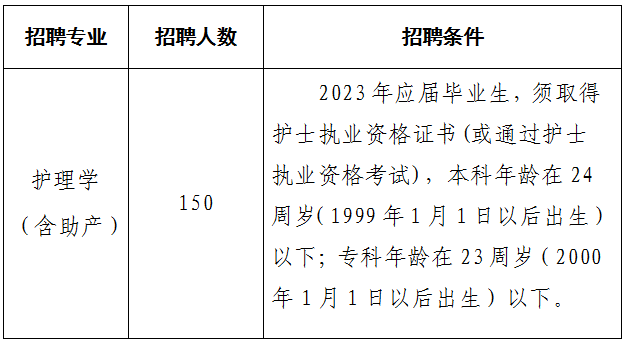 招聘专业 招聘人数 招聘条件
护理学
（含助产）
150
2023年应届毕业生，须取得
护士执业资格证书(或通过护士
执业资格考试)，本科年龄在24
周岁(1999年1月1日以后出生)
以下；专科年龄在23周岁（2000
年1月1日以后出生）以下。